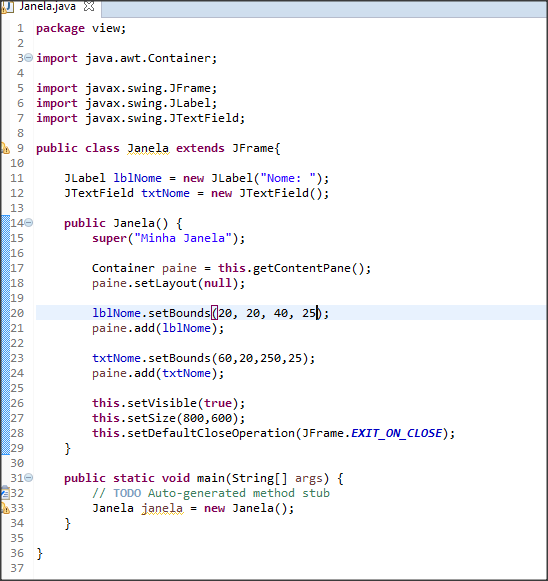 Janela.java
1 package view;
2
3 import java.awt.Container;
4
5 import javax.swing.JFrame;
6 import javax.swing.JLabel;
7 import javax.swing.JTextField;
8
9 public class Janela extends JFrame{
10
11 JLabel lblNome = new JLabel("Nome: ");
12 JTextField txtNome = new JTextField();
13
14 public Janela() {
15 super("Minha Janela");
16
17 Container paine = this.getContentPane();
18 paine.setLayout(null);
19
20 lblNome.setBounds(20, 20, 40, 25);
21 paine.add(lblNome);
22
23 txtNome.setBounds(60,20,250,25);
24 paine.add(txtNome);
25
26 this.setVisible(true);
27 this.setSize(800,600);
28 this.setDefaultCloseOperation(JFrame.EXIT_ON_CLOSE);
29 }
30
31 public static void main(String[] args) {
32 // TODO Auto-generated method stub
33 Janela janela = new Janela();
34 }
35
36 }
37